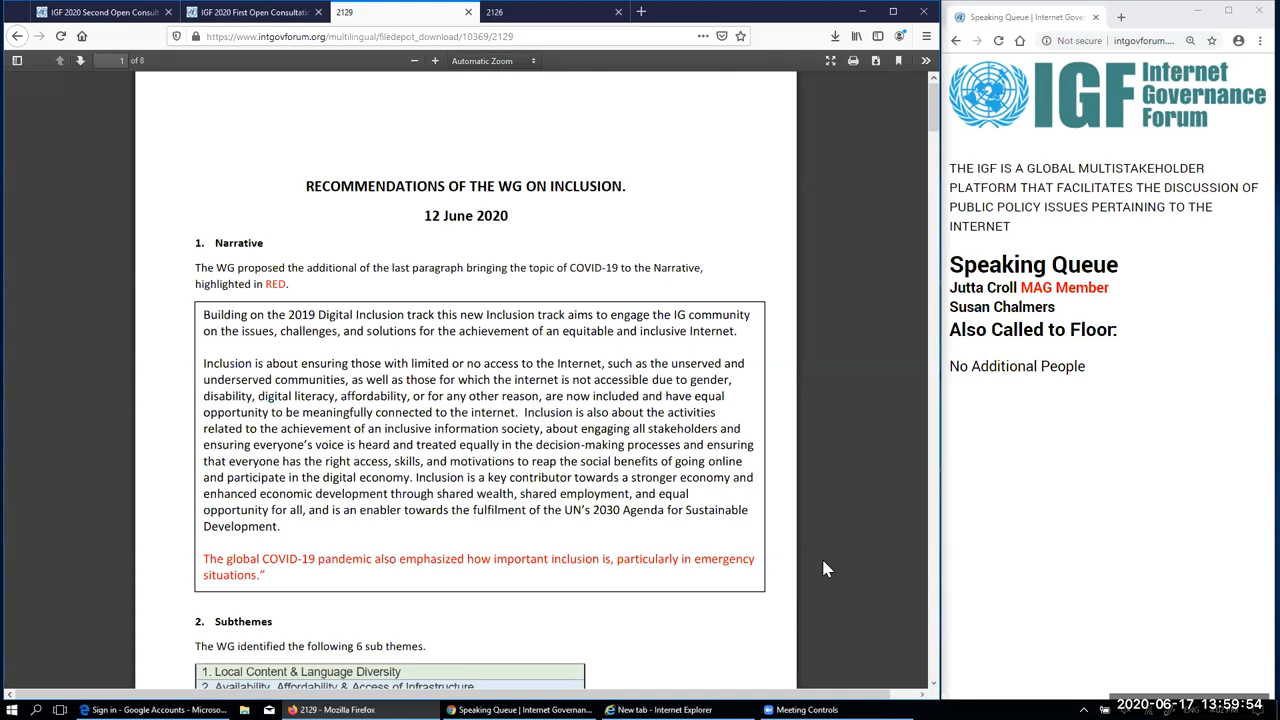 IGF 2020 Second Open Consult
IGF 2020 First Open Consultatio
2129
2126
https://www.intgovforum.org/multilingual/filedepot_download/10369/2129
1 of 8
Automatic Zoom
RECOMMENDATIONS OF THE WG ON INCLUSION.
12 June 2020
1. Narrative
The WG proposed the additional of the last paragraph bringing the topic of COVID-19 to the Narrative,
highlighted in RED.
Building on the 2019 Digital Inclusion track this new Inclusion track aims to engage the IG community
on the issues, challenges, and solutions for the achievement of an equitable and inclusive Internet.
Inclusion is about ensuring those with limited or no access to the Internet, such as the unserved and
underserved communities, as well as those for which the internet is not accessible due to gender,
disability, digital literacy, affordability, or for any other reason, are now included and have equal
opportunity to be meaningfully connected to the internet. Inclusion is also about the activities
related to the achievement of an inclusive information society, about engaging all stakeholders and
ensuring everyone's voice is heard and treated equally in the decision-making processes and ensuring
that everyone has the right access, skills, and motivations to reap the social benefits of going online
and participate in the digital economy. Inclusion is a key contributor towards a stronger economy and
enhanced economic development through shared wealth, shared employment, and equal
opportunity for all, and is an enabler towards the fulfilment of the UN's 2030 Agenda for Sustainable
Development.
The global COVID-19 pandemic also emphasized how important inclusion is, particularly in emergency
situations.”
2. Subthemes
The WG identified the following 6 sub themes.
1. Local Content & Language Diversity
2. Availability, Affordability & Access of Infrastructure
Speaking Queue | Internet Gover
Not secure | intgovforum....
IGF Internet
Governance
Forum
THE IGF IS A GLOBAL MULTISTAKEHOLDER
PLATFORM THAT FACILITATES THE DISCUSSION OF
PUBLIC POLICY ISSUES PERTAINING TO THE
INTERNET
Speaking Queue
Jutta Croll MAG Member
Susan Chalmers
Also Called to Floor:
No Additional People
Sign in - Google Accounts - Microso...
2129 - Mozilla Firefox
Speaking Queue | Internet Governan...
New tab - Internet Explorer
Meeting Controls
2020-06-17 13:59:54